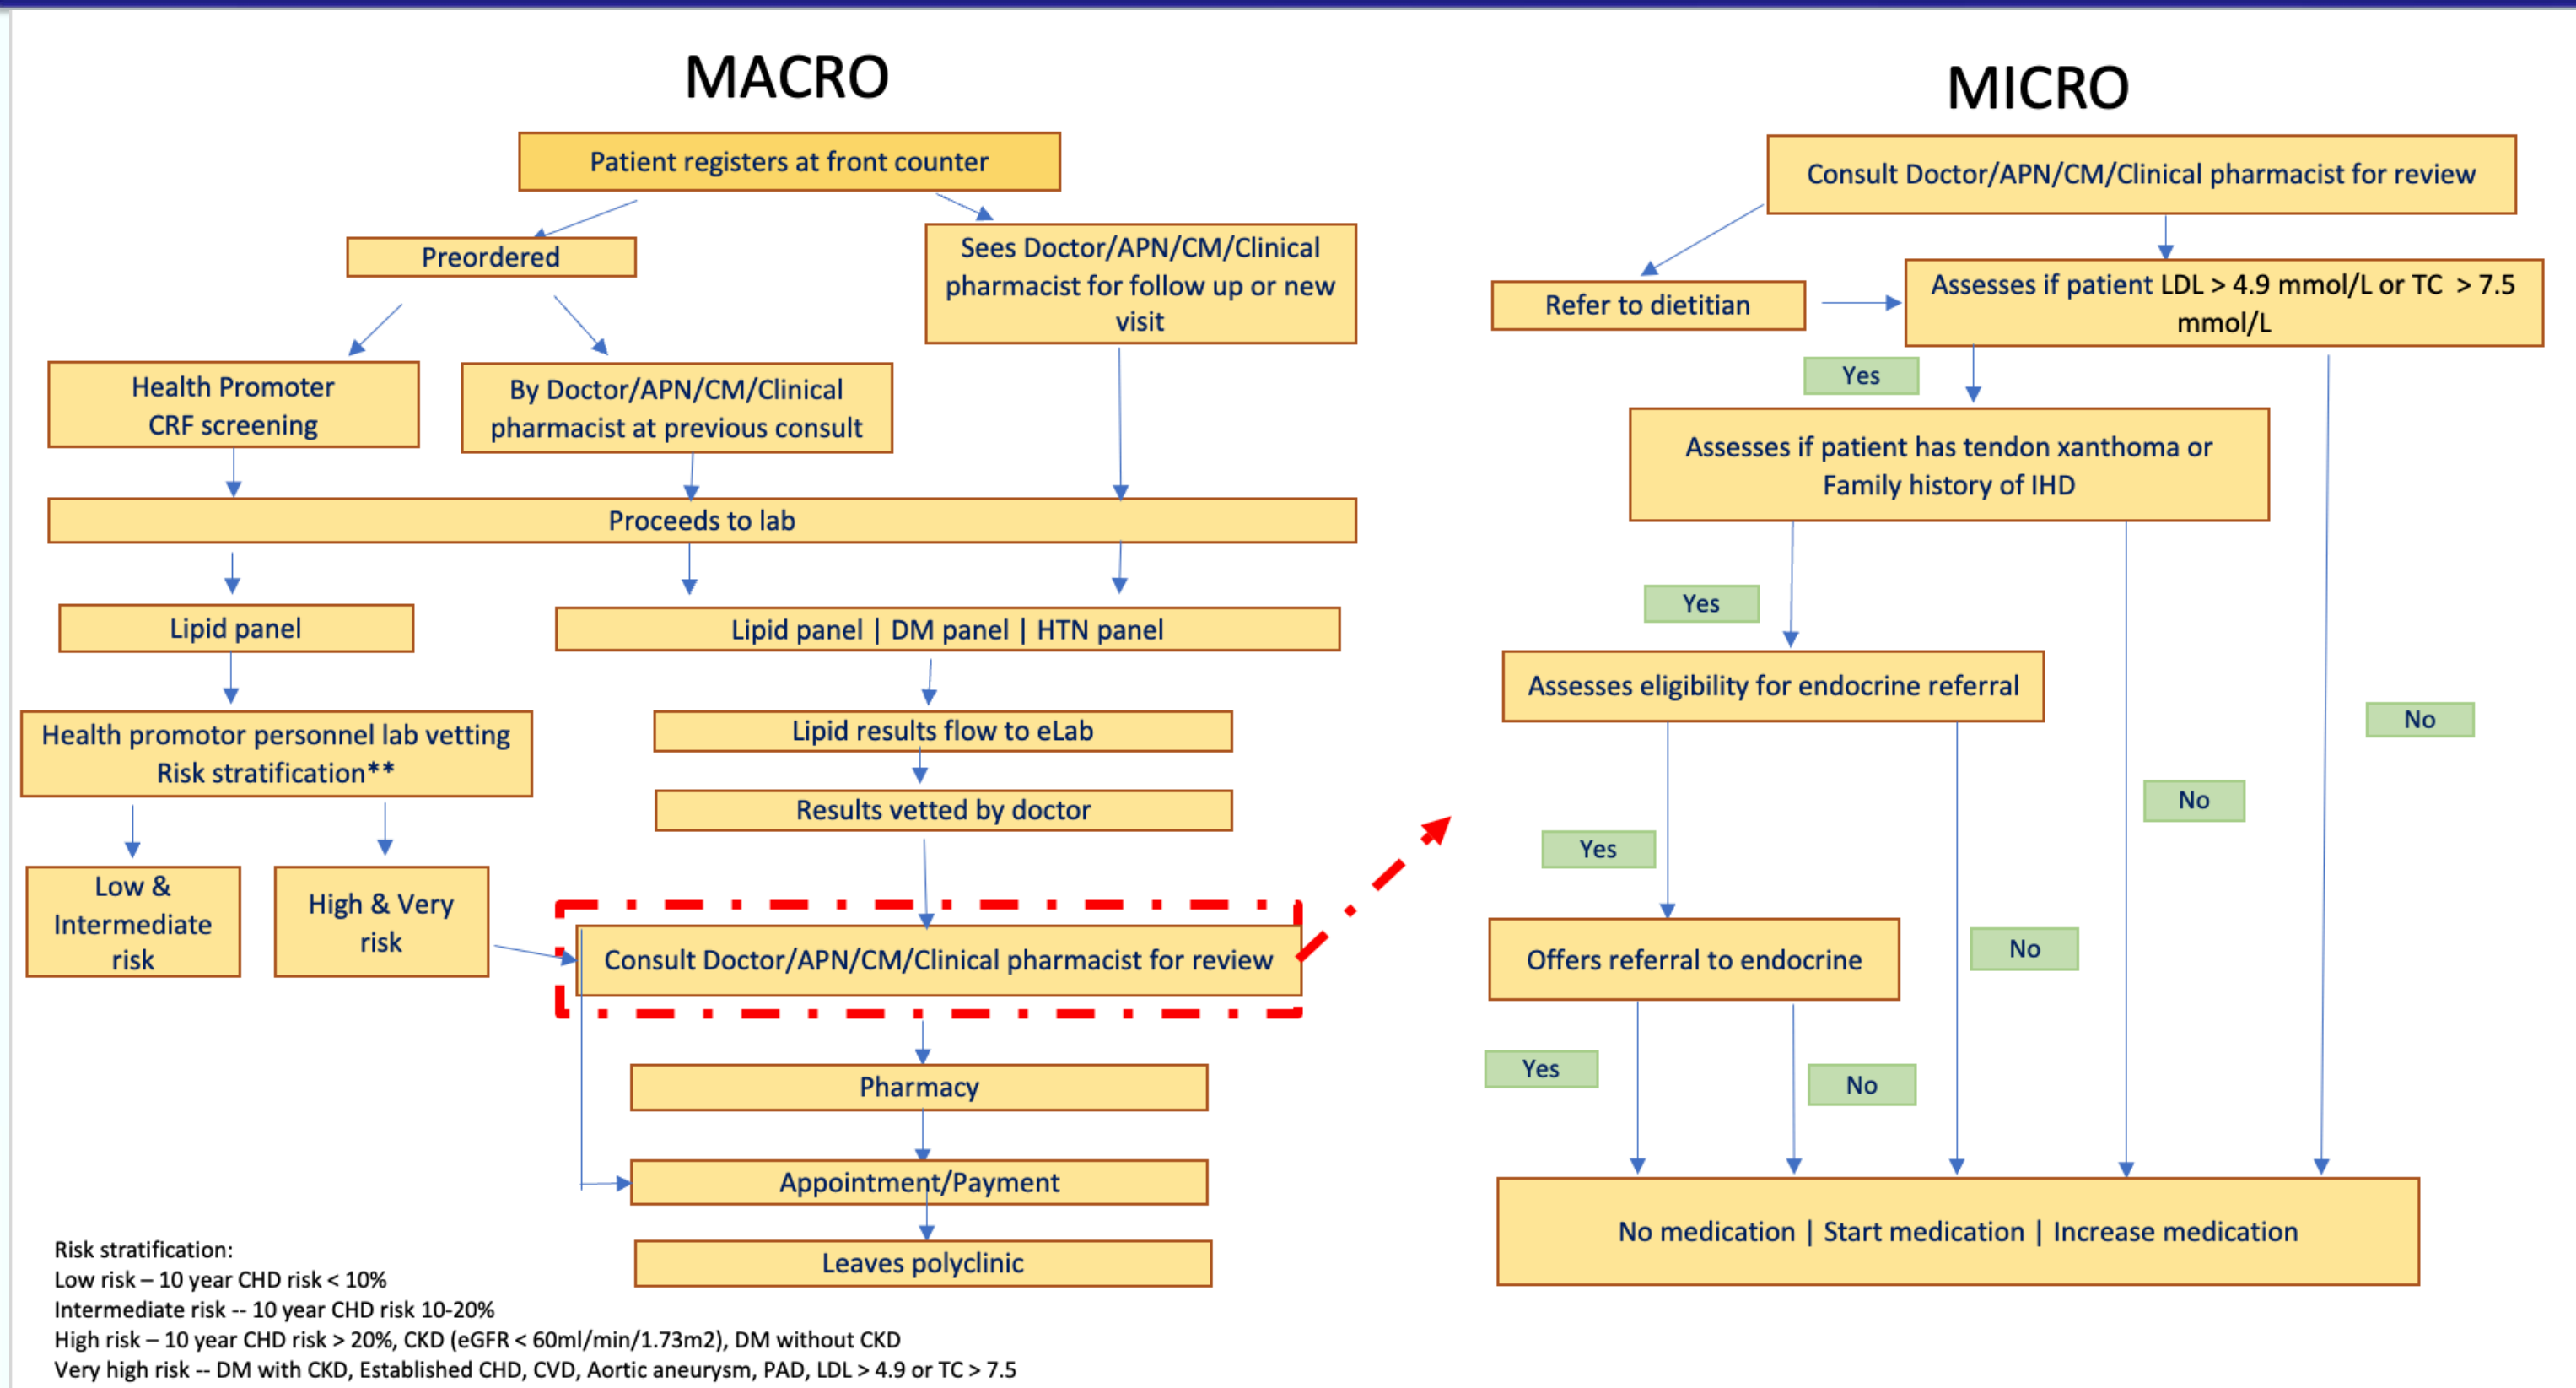 MACRO
Patient registers at front counter
Preordered
Sees Doctor/APN/CM/Clinical
pharmacist for follow up or new
visit
Health Promoter
CRF screening
By Doctor/APN/CM/Clinical
pharmacist at previous consult
Proceeds to lab
Lipid panel
Lipid panel | DM panel | HTN panel
Health promotor personnel lab vetting
Risk stratification**
Lipid results flow to eLab
Results vetted by doctor
Low &
Intermediate
risk
High & Very
risk
Consult Doctor/APN/CM/Clinical pharmacist for review
Pharmacy
Appointment/Payment
Leaves polyclinic
Risk stratification:
Low risk – 10 year CHD risk < 10%
Intermediate risk -- 10 year CHD risk 10-20%
High risk – 10 year CHD risk > 20%, CKD (eGFR < 60ml/min/1.73m2), DM without CKD
Very high risk -- DM with CKD, Established CHD, CVD, Aortic aneurysm, PAD, LDL > 4.9 or TC > 7.5
MICRO
Consult Doctor/APN/CM/Clinical pharmacist for review
Refer to dietitian
Assesses if patient LDL > 4.9 mmol/L or TC > 7.5
mmol/L
Yes
Assesses if patient has tendon xanthoma or
Family history of IHD
Yes
Assesses eligibility for endocrine referral
No
No
Yes
Offers referral to endocrine
No
Yes
No
No medication | Start medication | Increase medication